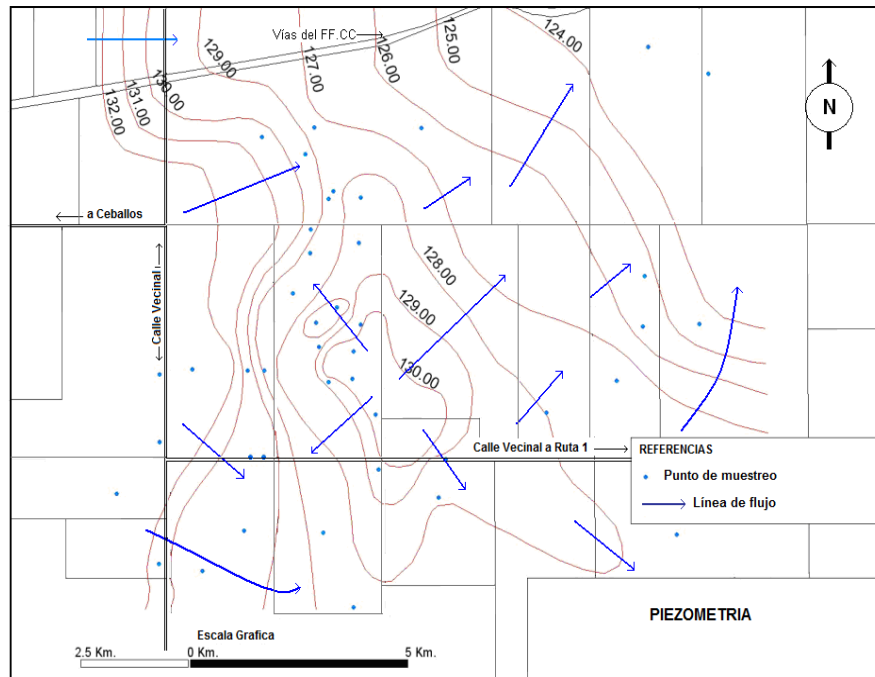 Vías del FF.CC
124.00
125.00
126.00
127.00
129.00
130.00
131.00
132.00
N
a Ceballos
Calle Vecinal
128.00
129.00
130.00
Calle Vecinal a Ruta 1
REFERENCIAS
Punto de muestreo
Línea de flujo
PIEZOMETRIA
Escala Grafica
2.5 Km.
0 Km.
5 Km.